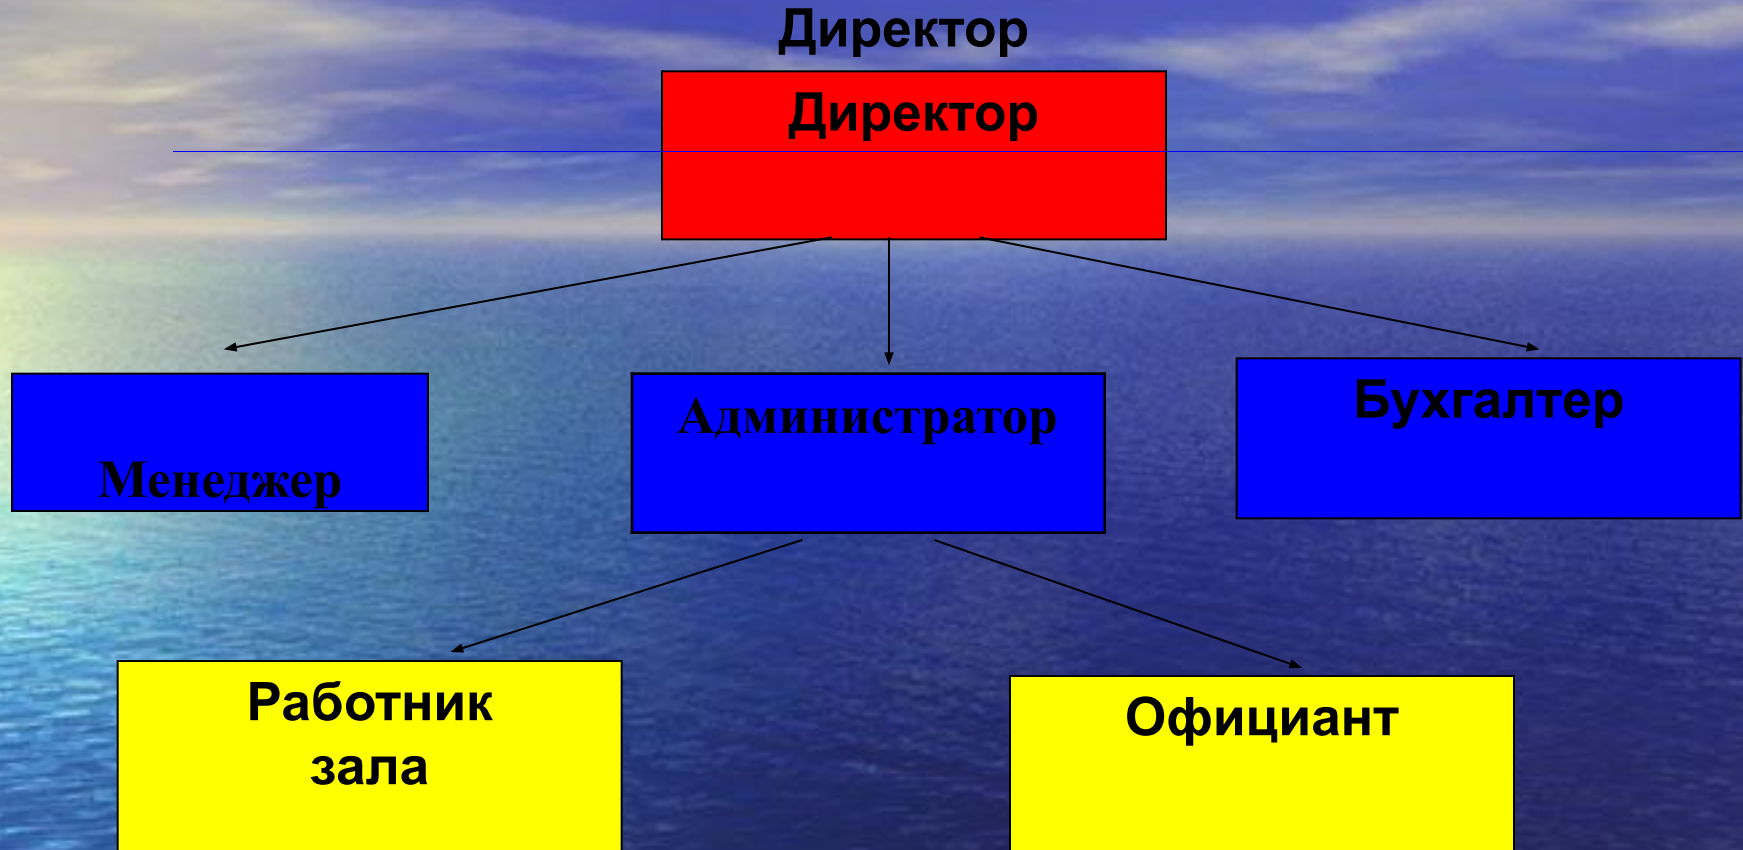 Директор
Директор
Менеджер
Администратор
Бухгалтер
Работник
зала
Официант